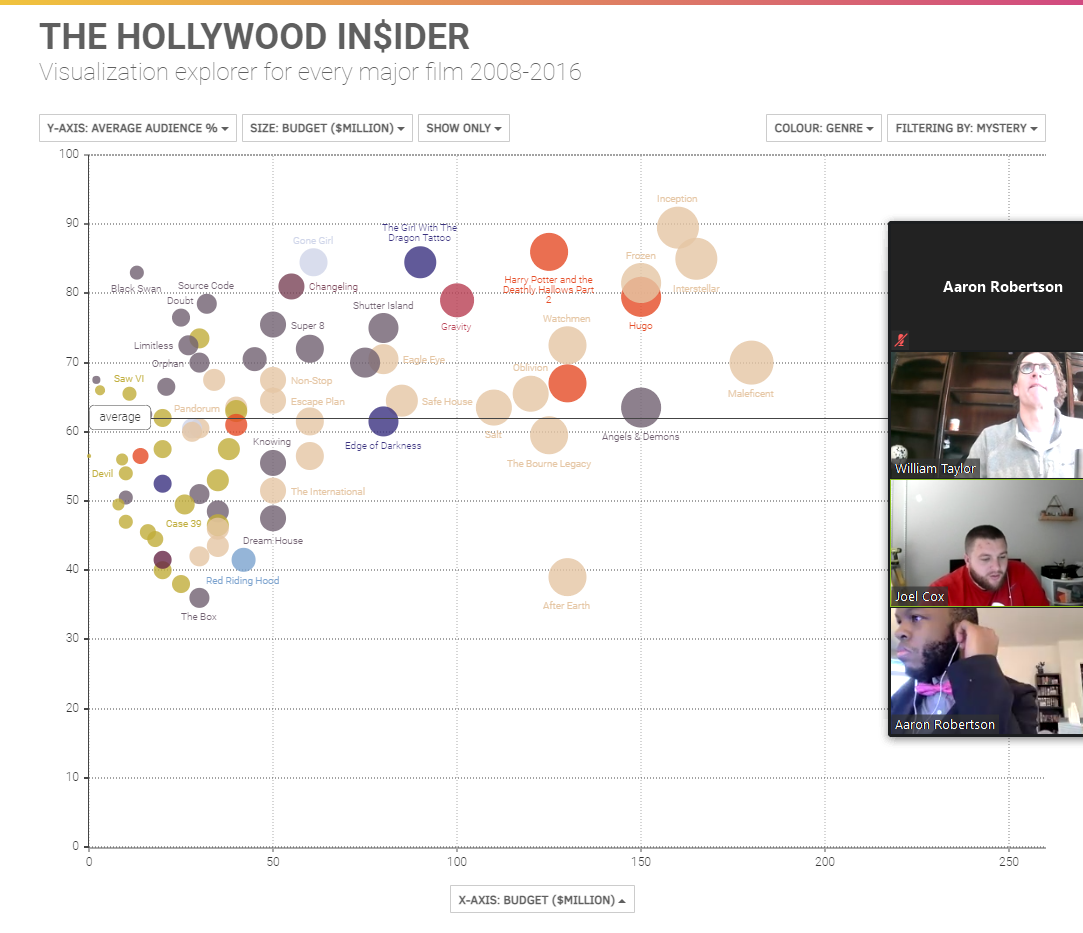 THE HOLLYWOOD IN$IDER
Visualization explorer for every major film 2008-2016
Y-AXIS: AVERAGE AUDIENCE %
SIZE: BUDGET ($MILLION)
SHOW ONLY
COLOUR: GENRE
FILTERING BY: MYSTERY
100
90
80
70
60
50
40
30
20
10
0
Inception
The Girl With The
Dragon Tattoo
Gone Girl
Frozen
Black Swan
Source Code
Changeling
Harry Potter and the
Deathly Hallows Part
2
Interstellar
Doubt
Shutter Island
Super 8
Gravity
Watchmen
Hugo
Limitless
Orphan
Eagle Eye
Oblivion
Saw VI
Non-Stop
Maleficent
Pandorum
Escape Plan
Safe House
average
Salt
Angels & Demons
Knowing
Edge of Darkness
The Bourne Legacy
Devil
The International
Case 39
Dream House
Red Riding Hood
After Earth
The Box
0
50
100
150
200
250
X-AXIS: BUDGET ($MILLION)
Aaron Robertson
William Taylor
Joel Cox
Aaron Robertson